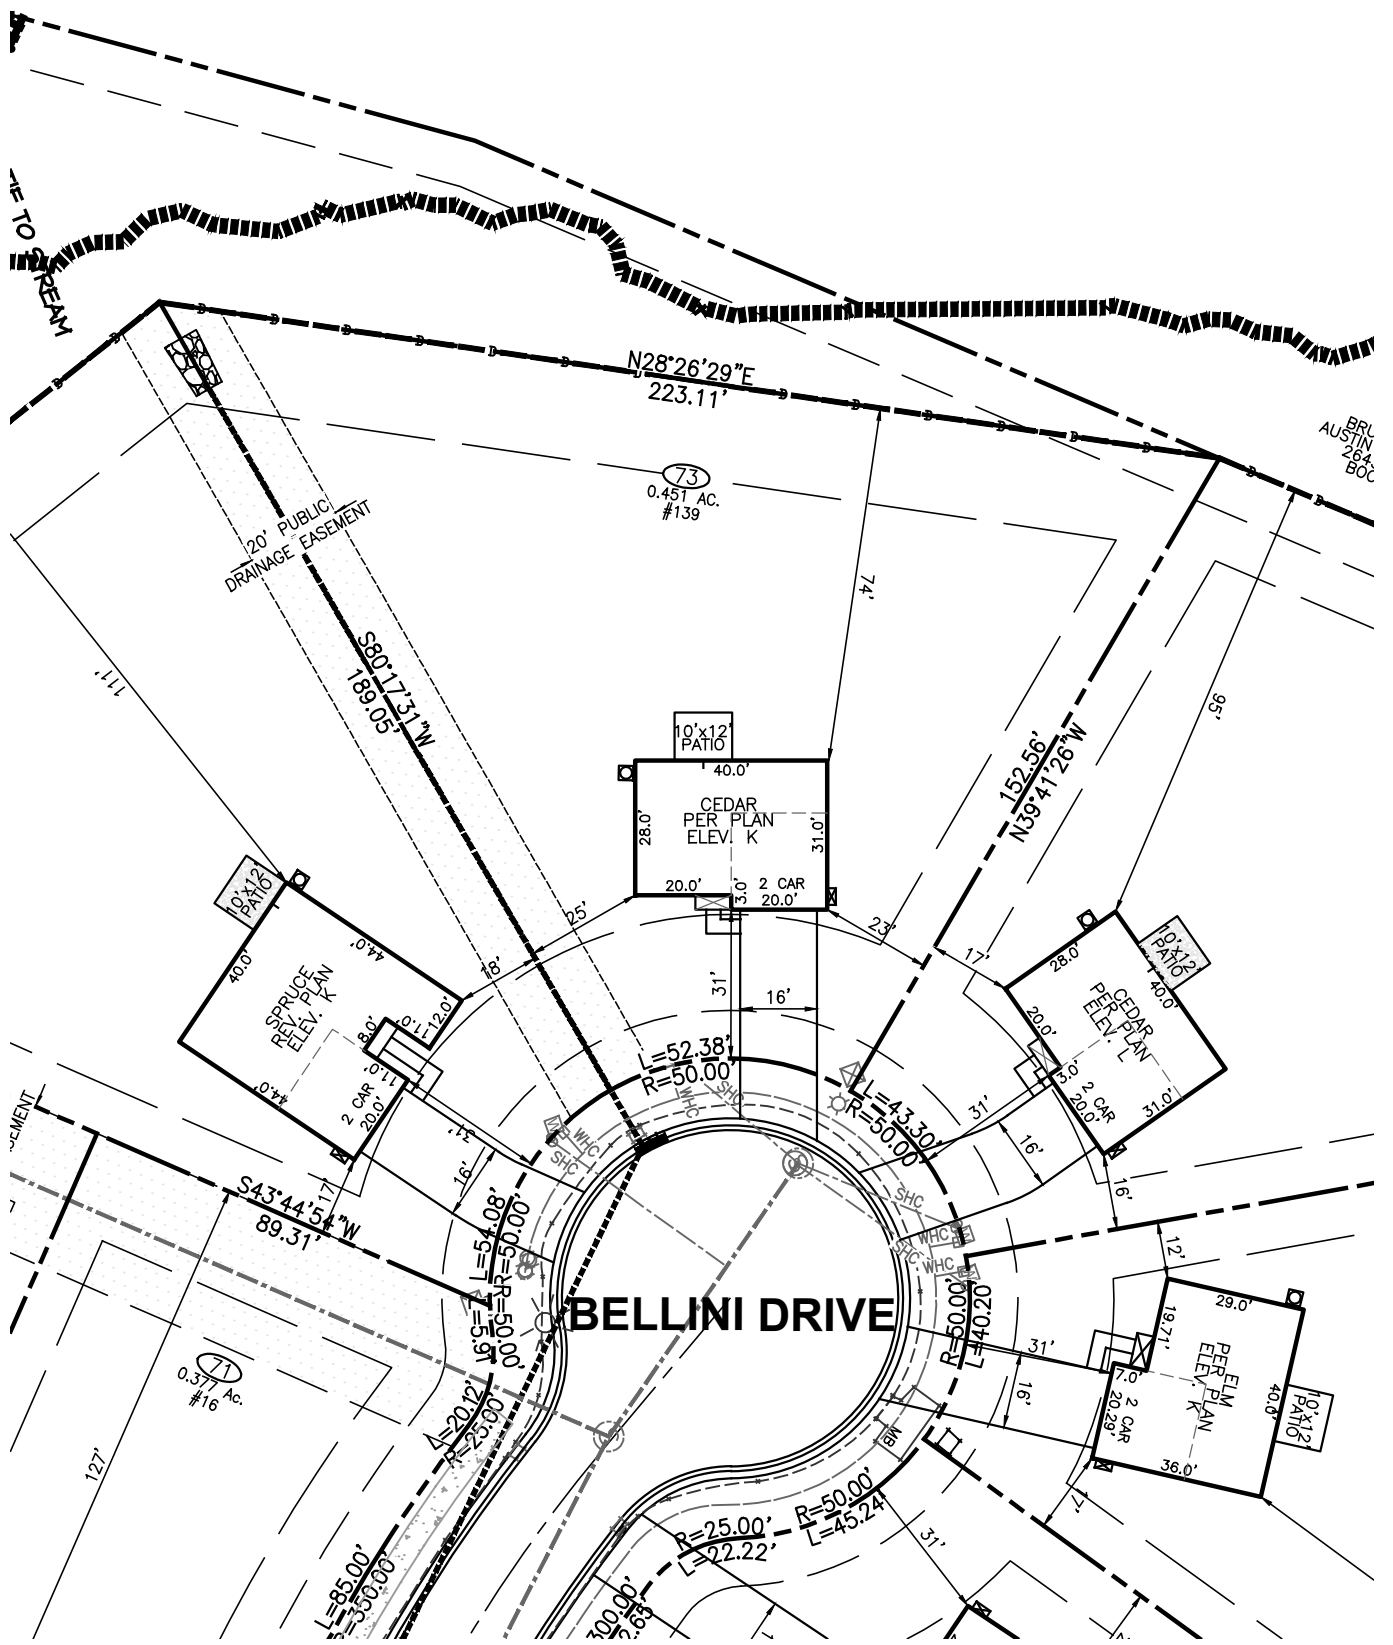 TO STREAM
N28°26'29"E
223.11'
73
0.451 AC.
#139
AUSTIN
20' PUBLIC
DRAINAGE EASEMENT
74'
111'
S80°17'31"W
189.05'
95'
152.56'
N39°41'26"W
10'x12'
PATIO
40.0'
CEDAR
PER PLAN
ELEV. K
28.0'
31.0'
20.0'
3.0'
2 CAR
20.0'
25'
18'
23'
17'
31'
16'
10'x12'
PATIO
44.0'
40.0'
SPRUCE
REV. PLAN
ELEV. K
12.0'
11.0'
8.0'
11.0'
2 CAR
20.0'
44.0'
31'
16'
17'
10'x12'
PATIO
28.0'
40.0'
CEDAR
PER PLAN
ELEV. L
20.0'
3.0'
2 CAR
20.0'
31.0'
31'
16'
16'
L=52.38'
R=50.00'
WHC
SHC
L=43.30'
R=50.00'
WHC
SHC
SHC
WHC
SHC
WHC
S43°44'54"W
89.31'
L=54.08'
R=50.00'
L=5.91'
R=50.00'
BELLINI DRIVE
R=50.00'
L=40.20'
12'
29.0'
19.71'
ELM
PER PLAN
ELEV. K
10'x12'
PATIO
40.0'
7.0'
2 CAR
20.29'
36.0'
31'
16'
7'
71
0.377 Ac.
#16
127'
L=20.12'
R=25.00'
MB
R=50.00'
L=45.24'
R=25.00'
L=22.22'
31'
L=85.00'